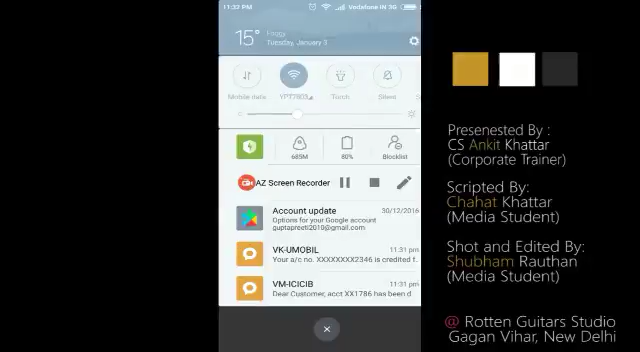 11:32 PM
Vodafone IN 3G
15° Foggy
Tuesday, January 3
Mobile data
YP77803
Torch
Silent
685M
80%
Blocklist
AZ Screen Recorder
Account update
30/12/2016
Options for your Google account
guptapreeti2010@gmail.com
VK-UMOBIL
11:31 pm
Your a/c no. XXXXXXXX2346 is credited f.
VM-ICICIB
11:31 pm
Dear Customer, acct XX1786 has been d
Presenested By :
CS Ankit Khattar
(Corporate Trainer)
Scripted By:
Chahat Khattar
(Media Student)
Shot and Edited By:
Shubham Rauthan
(Media Student)
@ Rotten Guitars Studio
Gagan Vihar, New Delhi